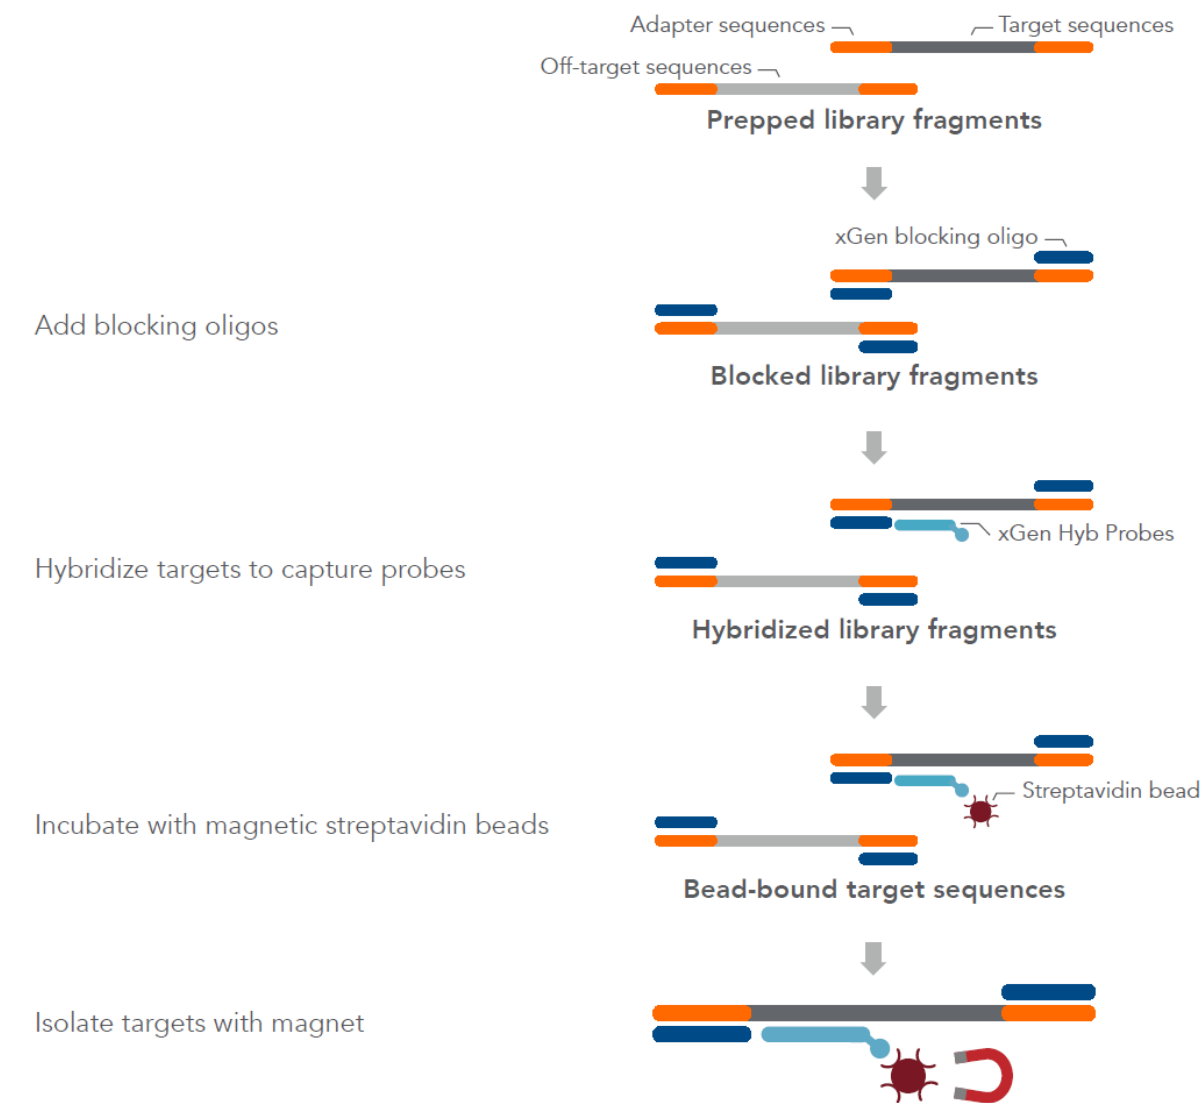 Adapter sequences
Target sequences
Off-target sequences
Prepped library fragments
xGen blocking oligo
Add blocking oligos
Blocked library fragments
xGen Hyb Probes
Hybridize targets to capture probes
Hybridized library fragments
Streptavidin bead
Incubate with magnetic streptavidin beads
Bead-bound target sequences
Isolate targets with magnet